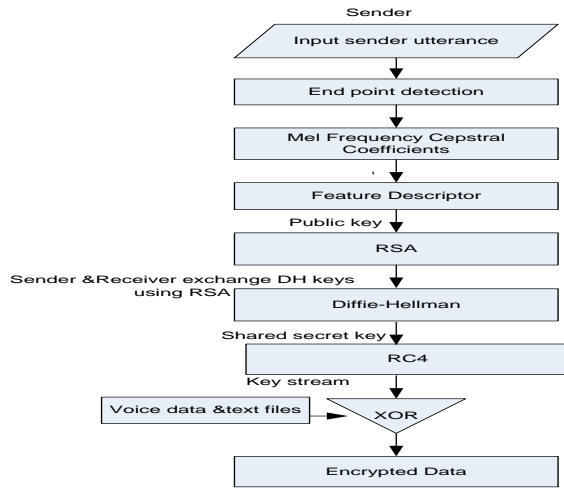 Sender
Input sender utterance
End point detection
Mel Frequency Cepstral
Coefficients
Feature Descriptor
Public key
RSA
Sender &Receiver exchange DH keys
using RSA
Diffie-Hellman
Shared secret key
RC4
Key stream
Voice data &text files
XOR
Encrypted Data